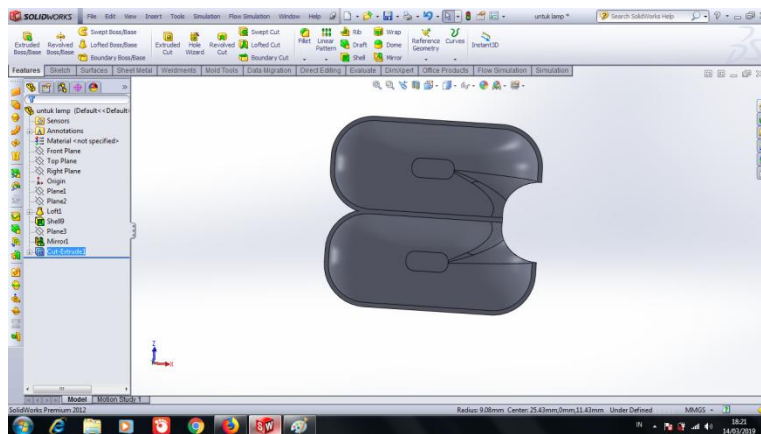 SOLIDWORKS File Edit View Insert Tools Simulation Flow Simulation Window Help untuk lamp * Search SolidWorks Help
Extruded Boss/Base Revolved Boss/Base Swept Boss/Base Lofted Boss/Base Boundary Boss/Base Extruded Cut Hole Wizard Revolved Cut Swept Cut Lofted Cut Boundary Cut Fillet Linear Pattern Rib Draft Shell Wrap Dome Mirror Reference Geometry Curves Instant3D
Features Sketch Surfaces Sheet Metal Weldments Mold Tools Data Migration Direct Editing Evaluate DimXpert Office Products Flow Simulation Simulation
untuk lamp (Default<<Default
Sensors
Annotations
Material <not specified>
Front Plane
Top Plane
Right Plane
Origin
Plane1
Plane2
Loft1
Shell9
Plane3
Mirror1
Cut-Extrude1
Z
X
Model Motion Study 1
SolidWorks Premium 2012 Radius: 9.08mm Center: 25.43mm,0mm,11.43mm Under Defined MMGS
IN 18:21
14/03/2019